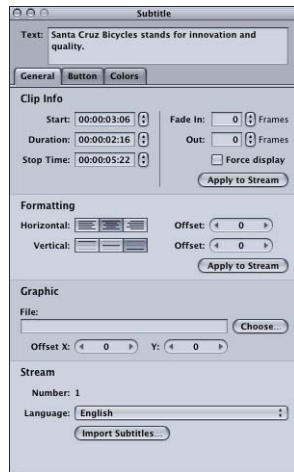 Subtitle
Text: Santa Cruz Bicycles stands for innovation and
quality.
General Button Colors
Clip Info
Start: 00:00:03:06 Fade In: 0 Frames
Duration: 00:00:02:16 Out: 0 Frames
Stop Time: 00:00:05:22 Force display
Apply to Stream
Formatting
Horizontal: Offset: 0
Vertical: Offset: 0
Apply to Stream
Graphic
File:
Choose...
Offset X: 0 Y: 0
Stream
Number: 1
Language: English
Import Subtitles...